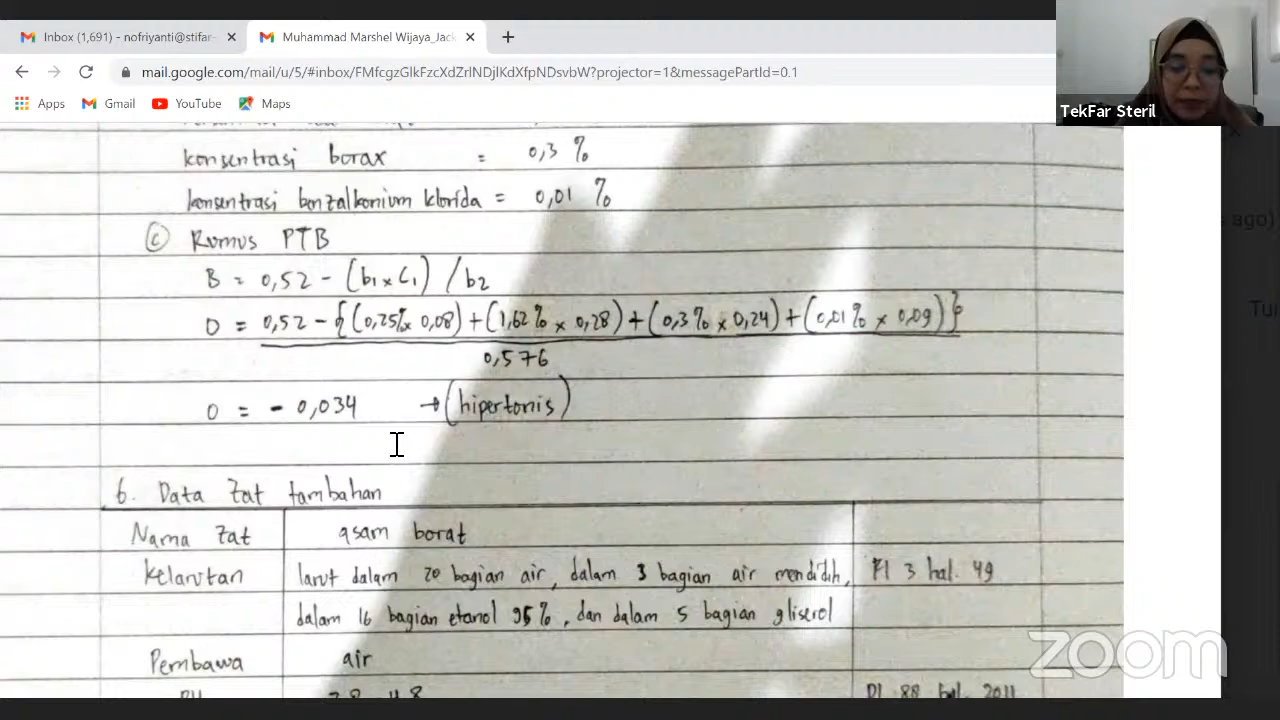 Inbox (1,691) - nofriyanti@stifar-
Muhammad Marshel Wijaya_Jack
mail.google.com/mail/u/5/#inbox/FMfcgzGlkFzcXdZrlNDjlKdXfpNDsvbW?projector=1&messagePartId=0.1
Apps Gmail YouTube Maps
TekFar Steril
konsentrasi borax = 0,3 %
konsentrasi benzalkonium klorida = 0,01 %
c Rumus PTB
B = 0,52 - (b1 x C1) / b2
0 = 0,52 - {(0,25% x 0,08) + (1,62% x 0,28) + (0,3% x 0,24) + (0,01% x 0,09)}
0,576
0 = - 0,034 → (hipertonis)
6. Data zat tambahan
Nama zat asam borat
Kelarutan larut dalam 20 bagian air, dalam 3 bagian air mendidih, FI 3 hal. 49
dalam 16 bagian etanol 95%, dan dalam 5 bagian gliserol
Pembawa air
ago)
zoom